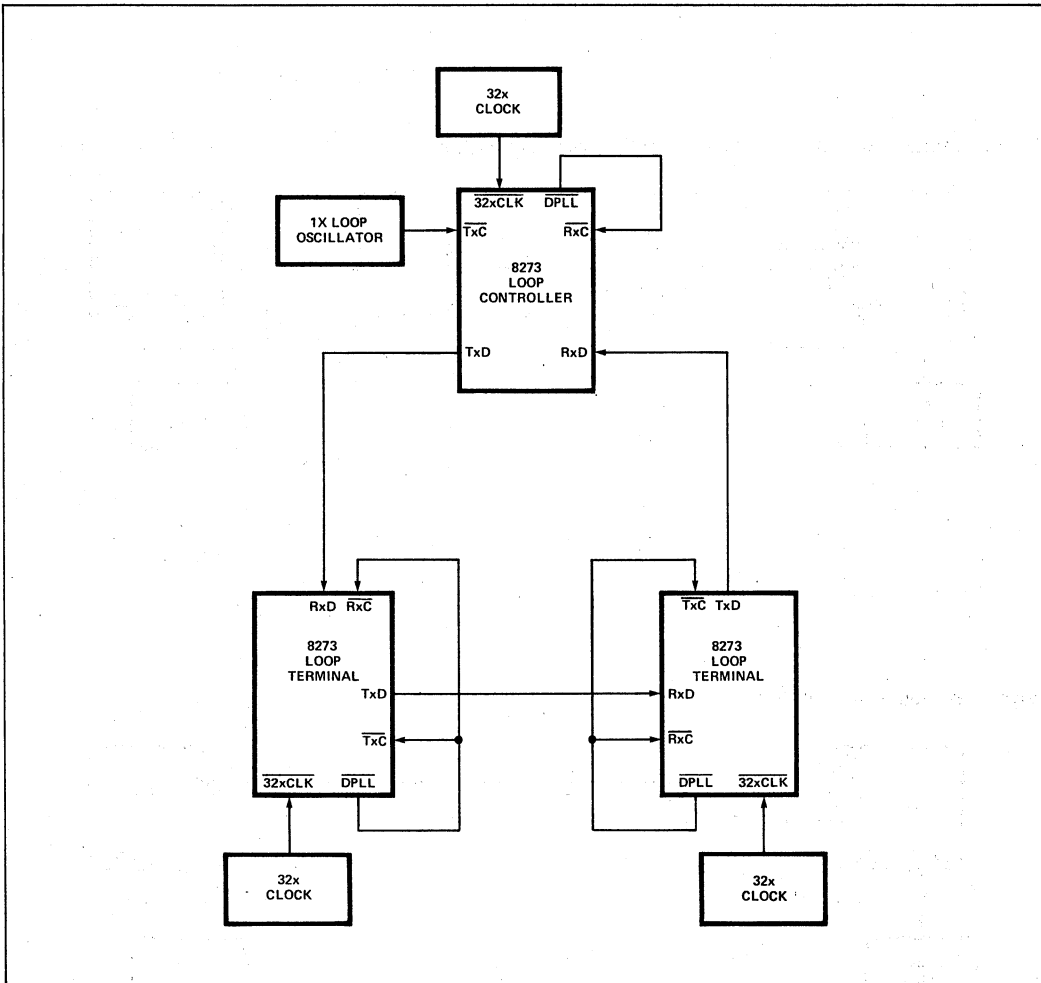 32x
CLOCK
32xCLK DPLL
1X LOOP
OSCILLATOR
TxC RxC
8273
LOOP
CONTROLLER
TxD RxD
RxD RxC
8273
LOOP
TERMINAL
TxD
TxC
32xCLK DPLL
32x
CLOCK
TxC TxD
8273
LOOP
TERMINAL
RxD
RxC
DPLL 32xCLK
32x
CLOCK